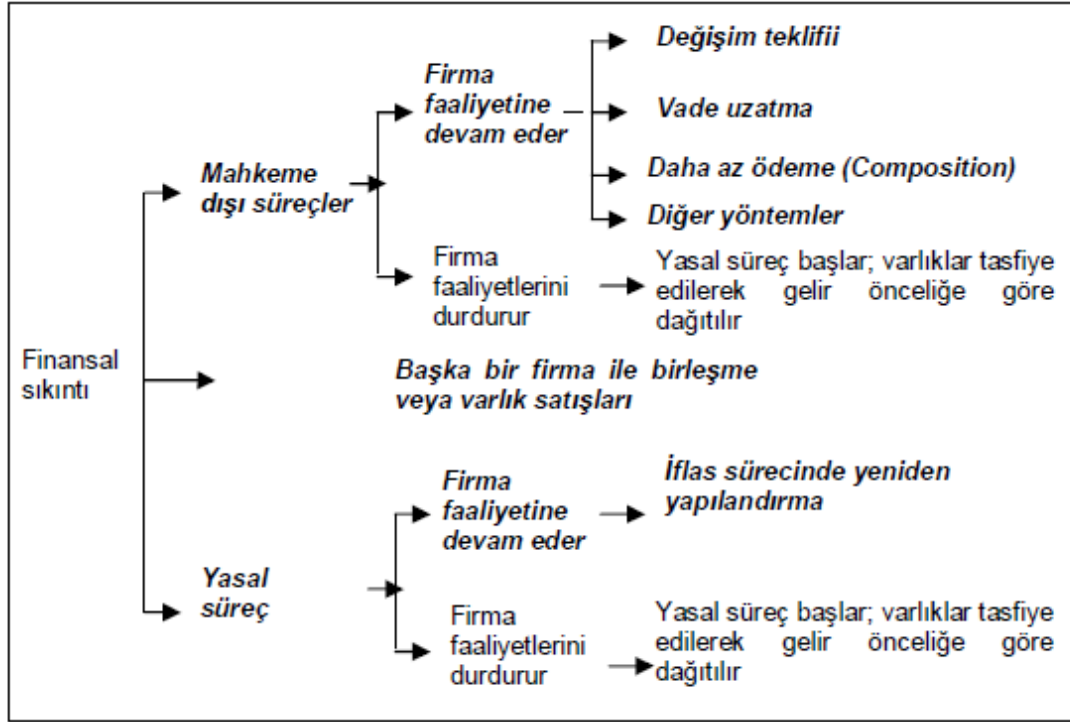 Değişim teklifii
Firma
faaliyetine
devam eder
Vade uzatma
Mahkeme
dışı süreçler
Daha az ödeme (Composition)
Diğer yöntemler
Firma
faaliyetlerini
durdurur
Yasal süreç başlar; varlıklar tasfiye
edilerek gelir önceliğe göre
dağıtılır
Finansal
sıkıntı
Başka bir firma ile birleşme
veya varlık satışları
Firma
faaliyetine
devam eder
İflas sürecinde yeniden
yapılandırma
Yasal
süreç
Firma
faaliyetlerini
durdurur
Yasal süreç başlar; varlıklar tasfiye
edilerek gelir önceliğe göre
dağıtılır